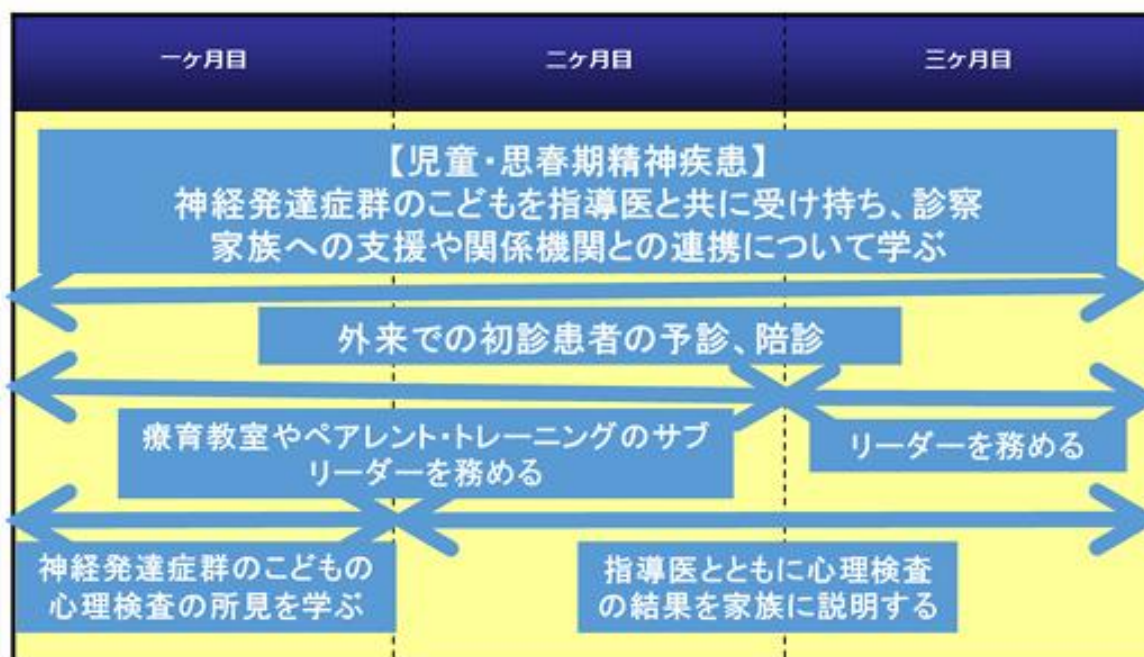 一ヶ月目
二ヶ月目
三ヶ月目
【児童・思春期精神疾患】
神経発達症群のこどもを指導医と共に受け持ち、診察
家族への支援や関係機関との連携について学ぶ
外来での初診患者の予診、陪診
療育教室やペアレント・トレーニングのサブ
リーダーを務める
リーダーを務める
神経発達症群のこどもの
心理検査の所見を学ぶ
指導医とともに心理検査
の結果を家族に説明する